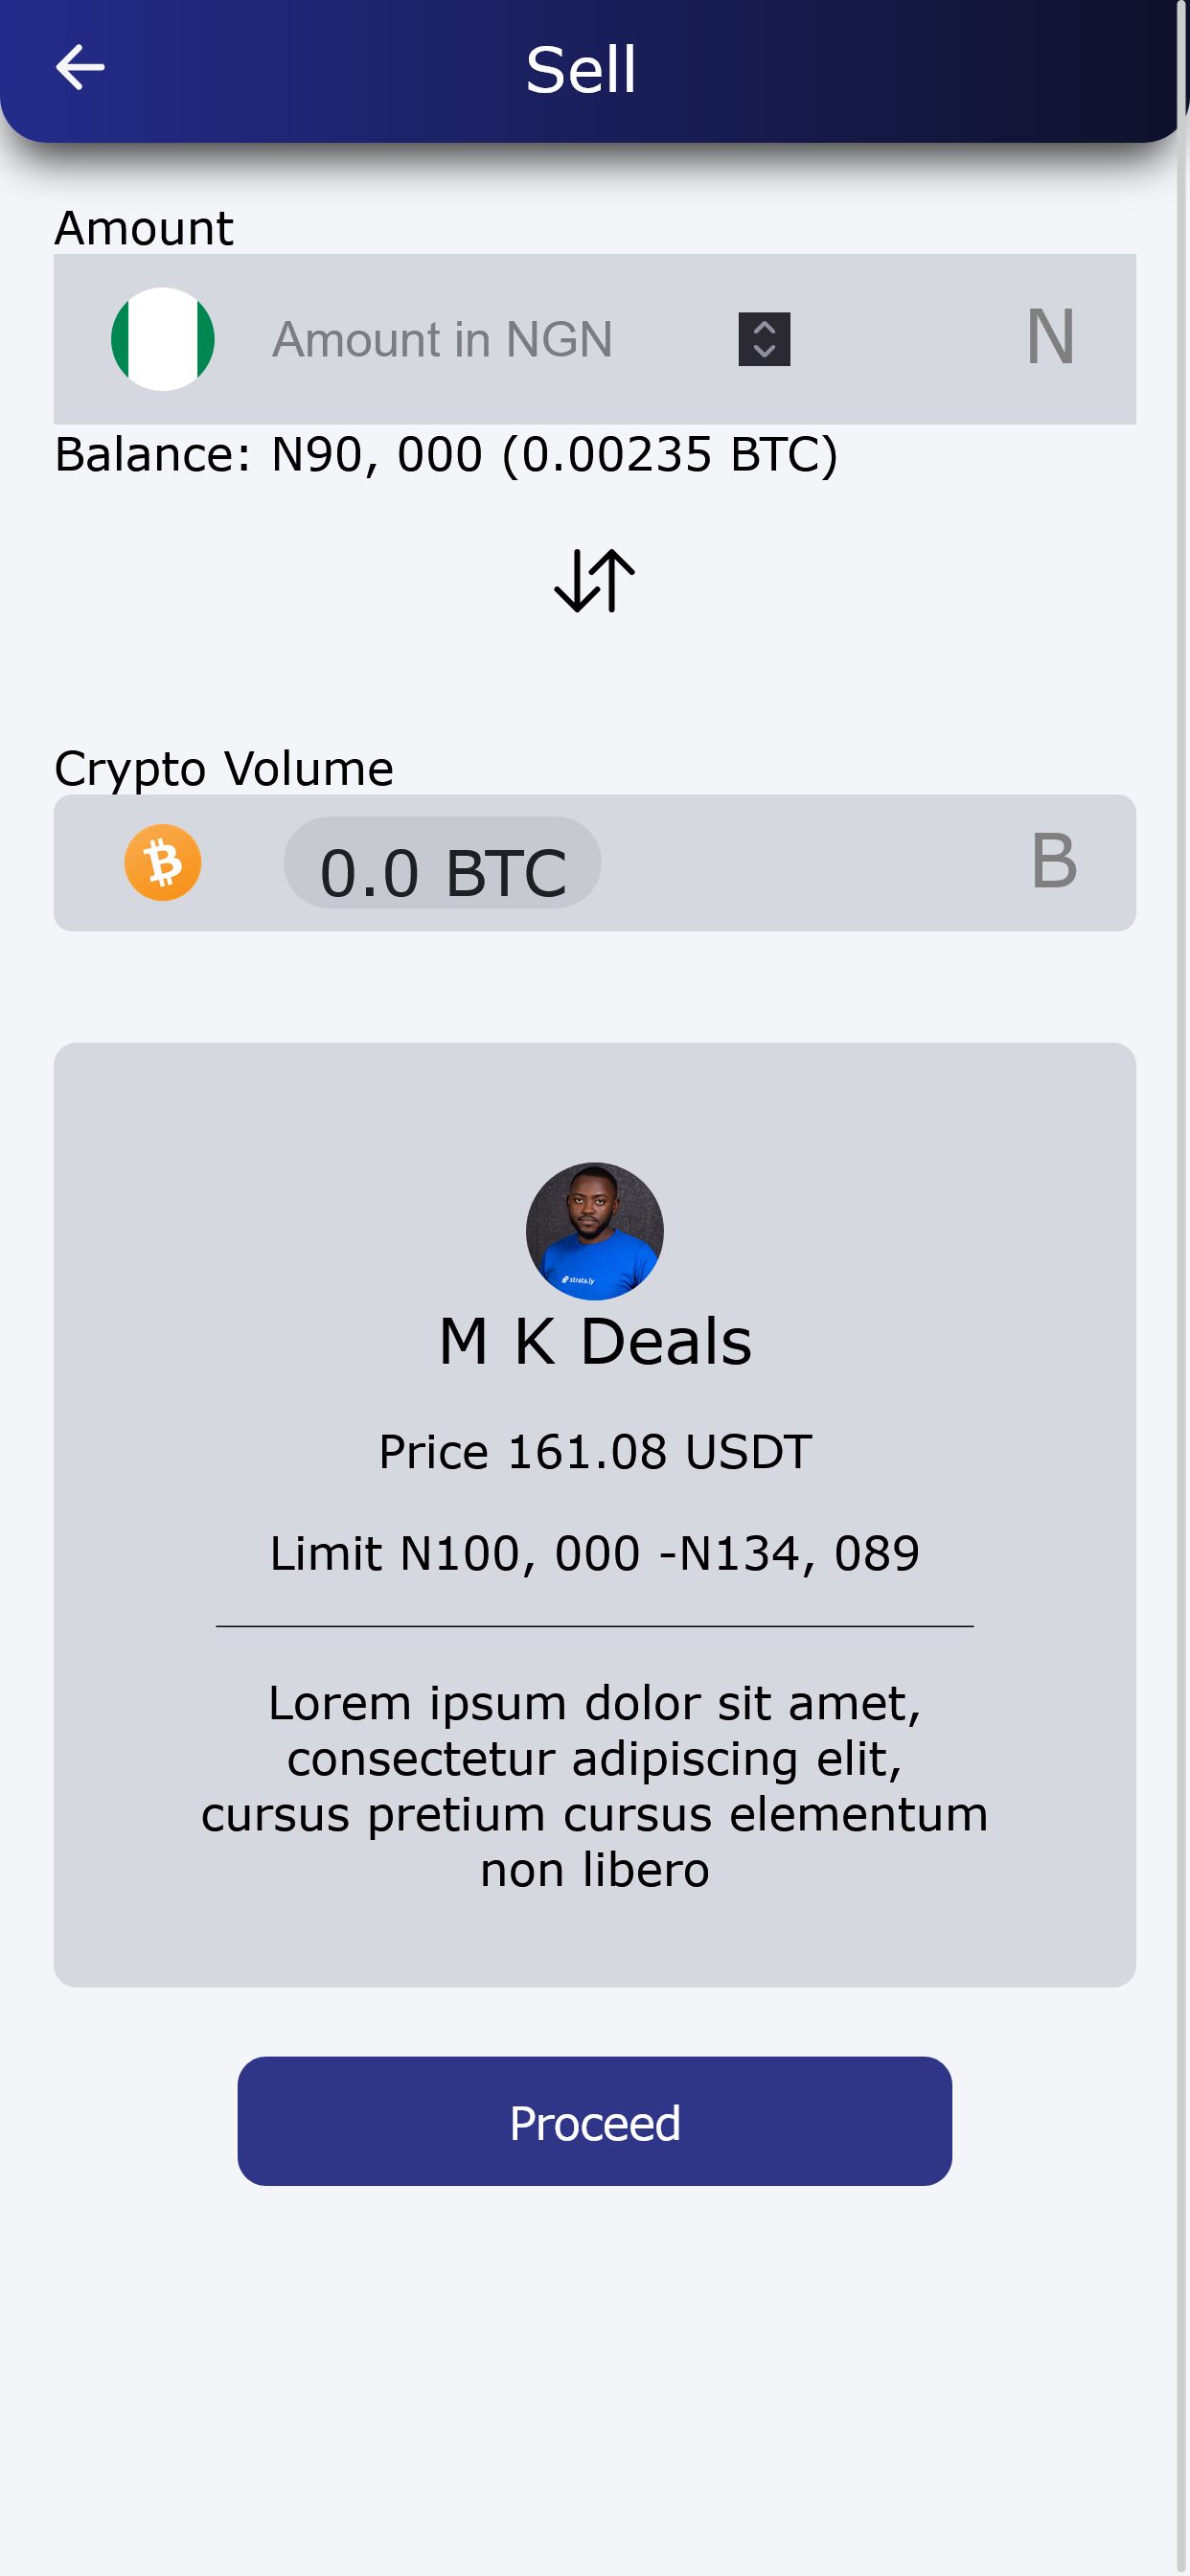 Sell
Amount
Amount in NGN
N
Balance: N90, 000 (0.00235 BTC)
Crypto Volume
0.0 BTC
B
strata.ly
M K Deals
Price 161.08 USDT
Limit N100, 000 -N134, 089
Lorem ipsum dolor sit amet,
consectetur adipiscing elit,
cursus pretium cursus elementum
non libero
Proceed